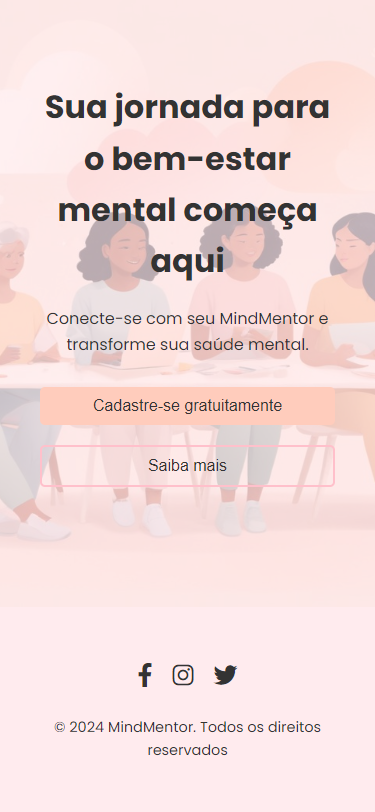 Sua jornada para
o bem-estar
mental começa
aqui
Conecte-se com seu MindMentor e
transforme sua saúde mental.
Cadastre-se gratuitamente
Saiba mais
© 2024 MindMentor. Todos os direitos
reservados